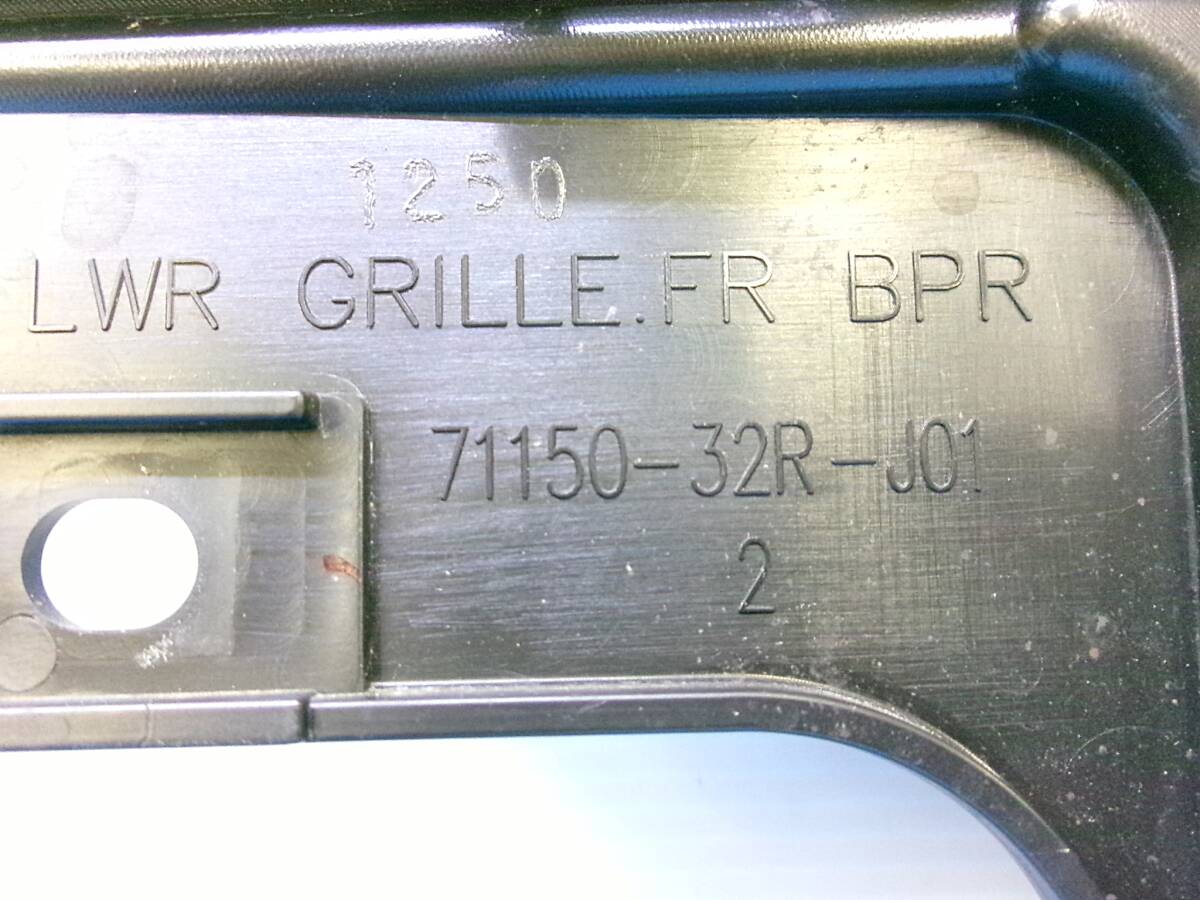 1250
LWR GRILLE.FR BPR
71150-32R-J01
2